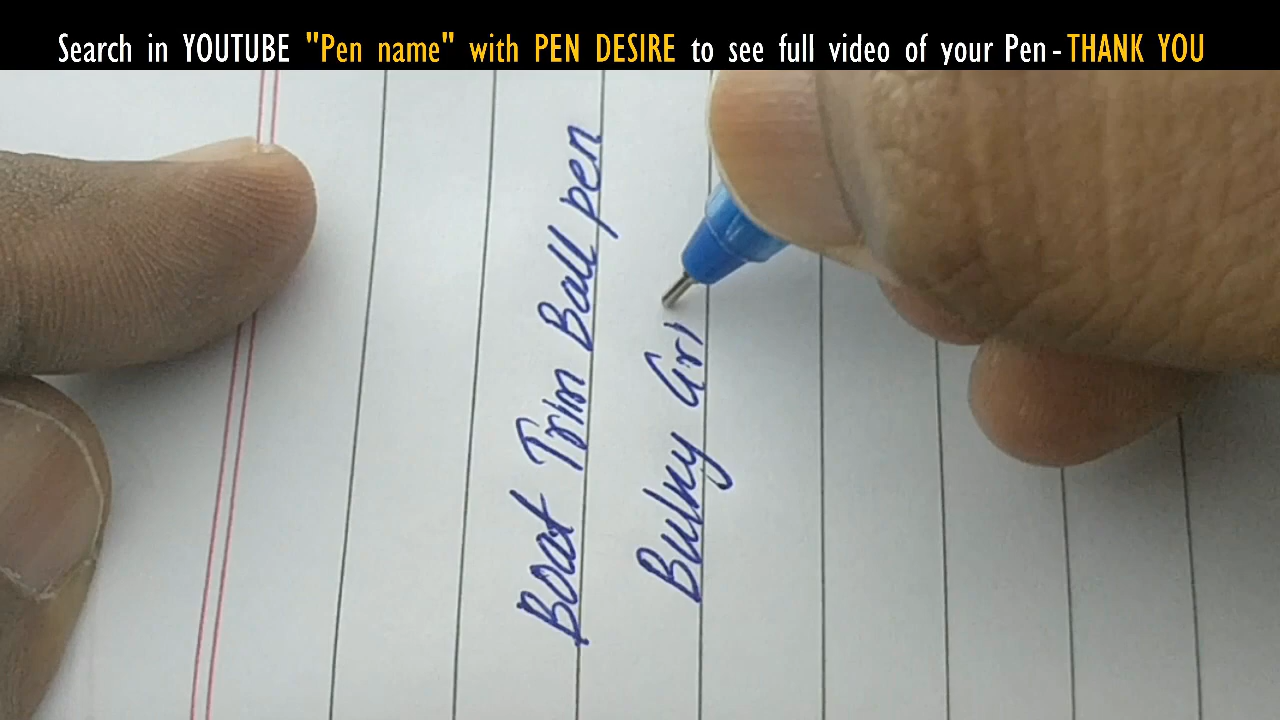 Search in YOUTUBE "Pen name" with PEN DESIRE to see full video of your Pen - THANK YOU
Boat Trim Ball pen
Bulky Gri